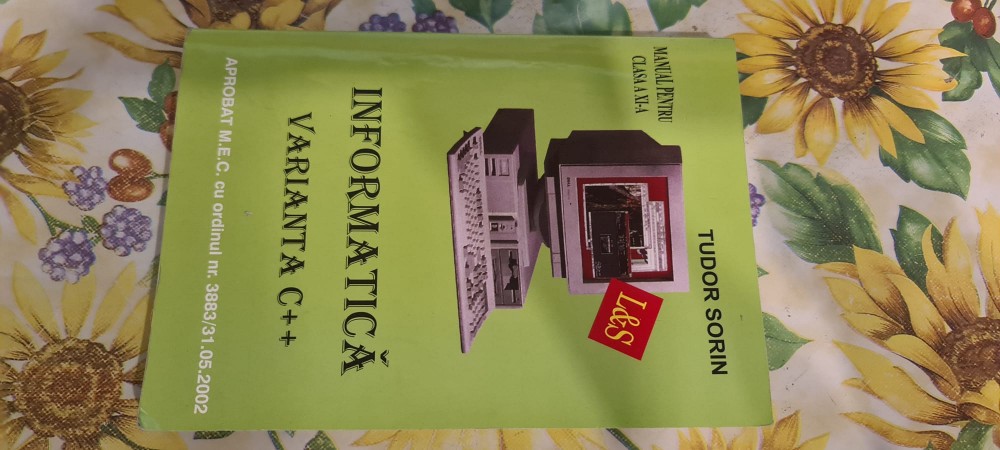 TUDOR SORIN
MANUAL PENTRU
CLASA A XI-A
L&S
INFORMATICĂ
VARIANTA C++
APROBAT M.E.C. cu ordinul nr. 3883/31.05.2002